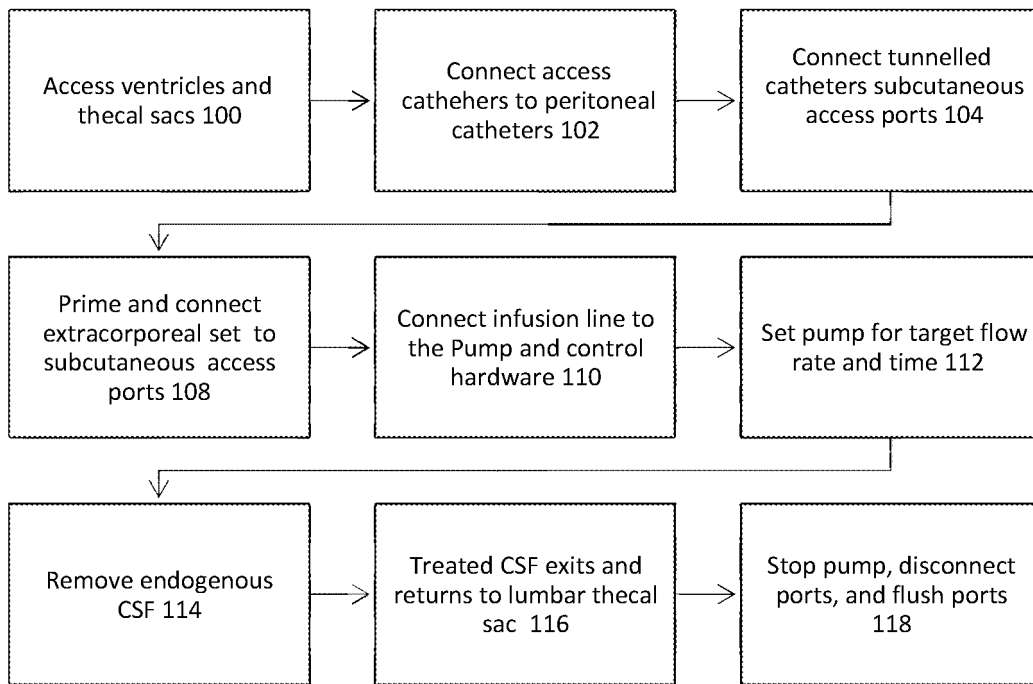 Access ventricles and
thecal sacs 100
Connect access
cathehers to peritoneal
catheters 102
Connect tunnelled
catheters subcutaneous
access ports 104
Prime and connect
extracorporeal set to
subcutaneous access
ports 108
Connect infusion line to
the Pump and control
hardware 110
Set pump for target flow
rate and time 112
Remove endogenous
CSF 114
Treated CSF exits and
returns to lumbar thecal
sac 116
Stop pump, disconnect
ports, and flush ports
118